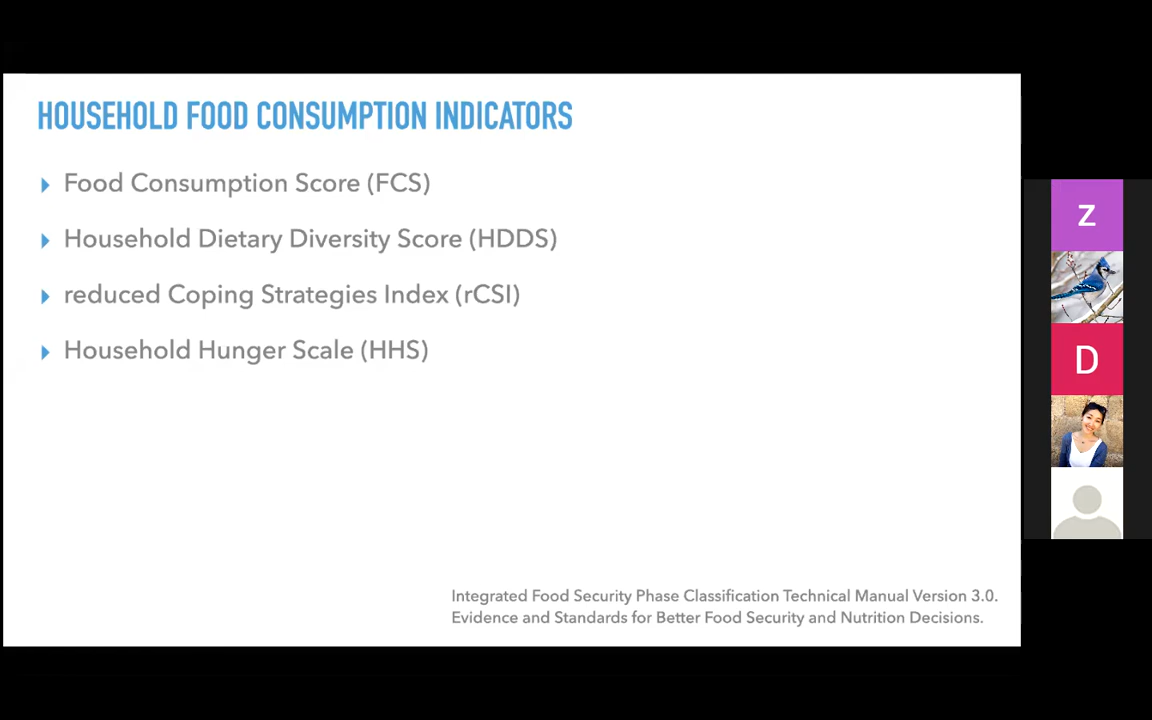 HOUSEHOLD FOOD CONSUMPTION INDICATORS
Food Consumption Score (FCS)
Household Dietary Diversity Score (HDDS)
reduced Coping Strategies Index (rCSI)
Household Hunger Scale (HHS)
Integrated Food Security Phase Classification Technical Manual Version 3.0.
Evidence and Standards for Better Food Security and Nutrition Decisions.
Z
D